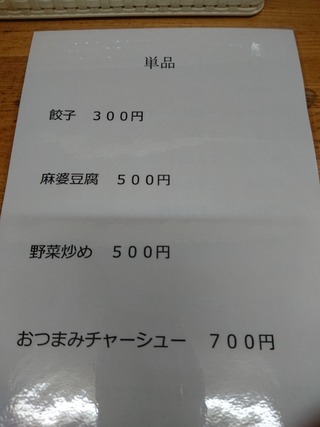 単品
餃子 300円
麻婆豆腐 500円
野菜炒め 500円
おつまみチャーシュー 700円